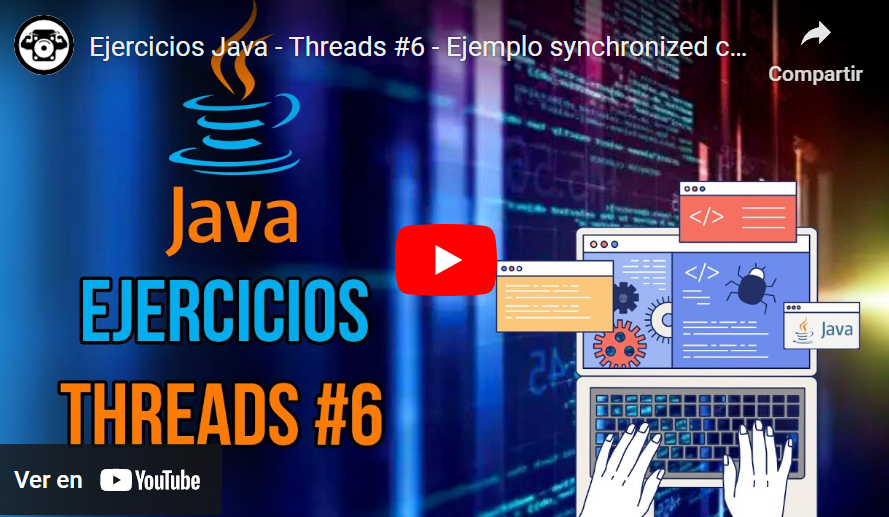 Ejercicios Java - Threads #6 - Ejemplo synchronized c...
Compartir
Java
EJERCICIOS
THREADS #6
</>
</>
Java
Ver en YouTube